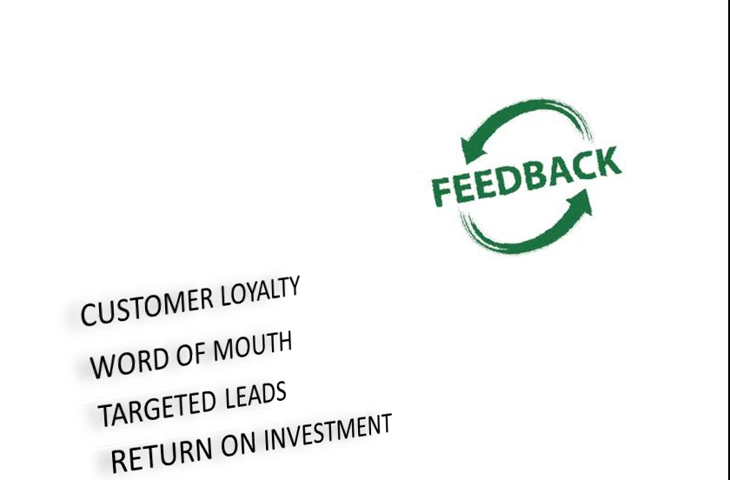 FEEDBACK
CUSTOMER LOYALTY
WORD OF MOUTH
TARGETED LEADS
RETURN ON INVESTMENT